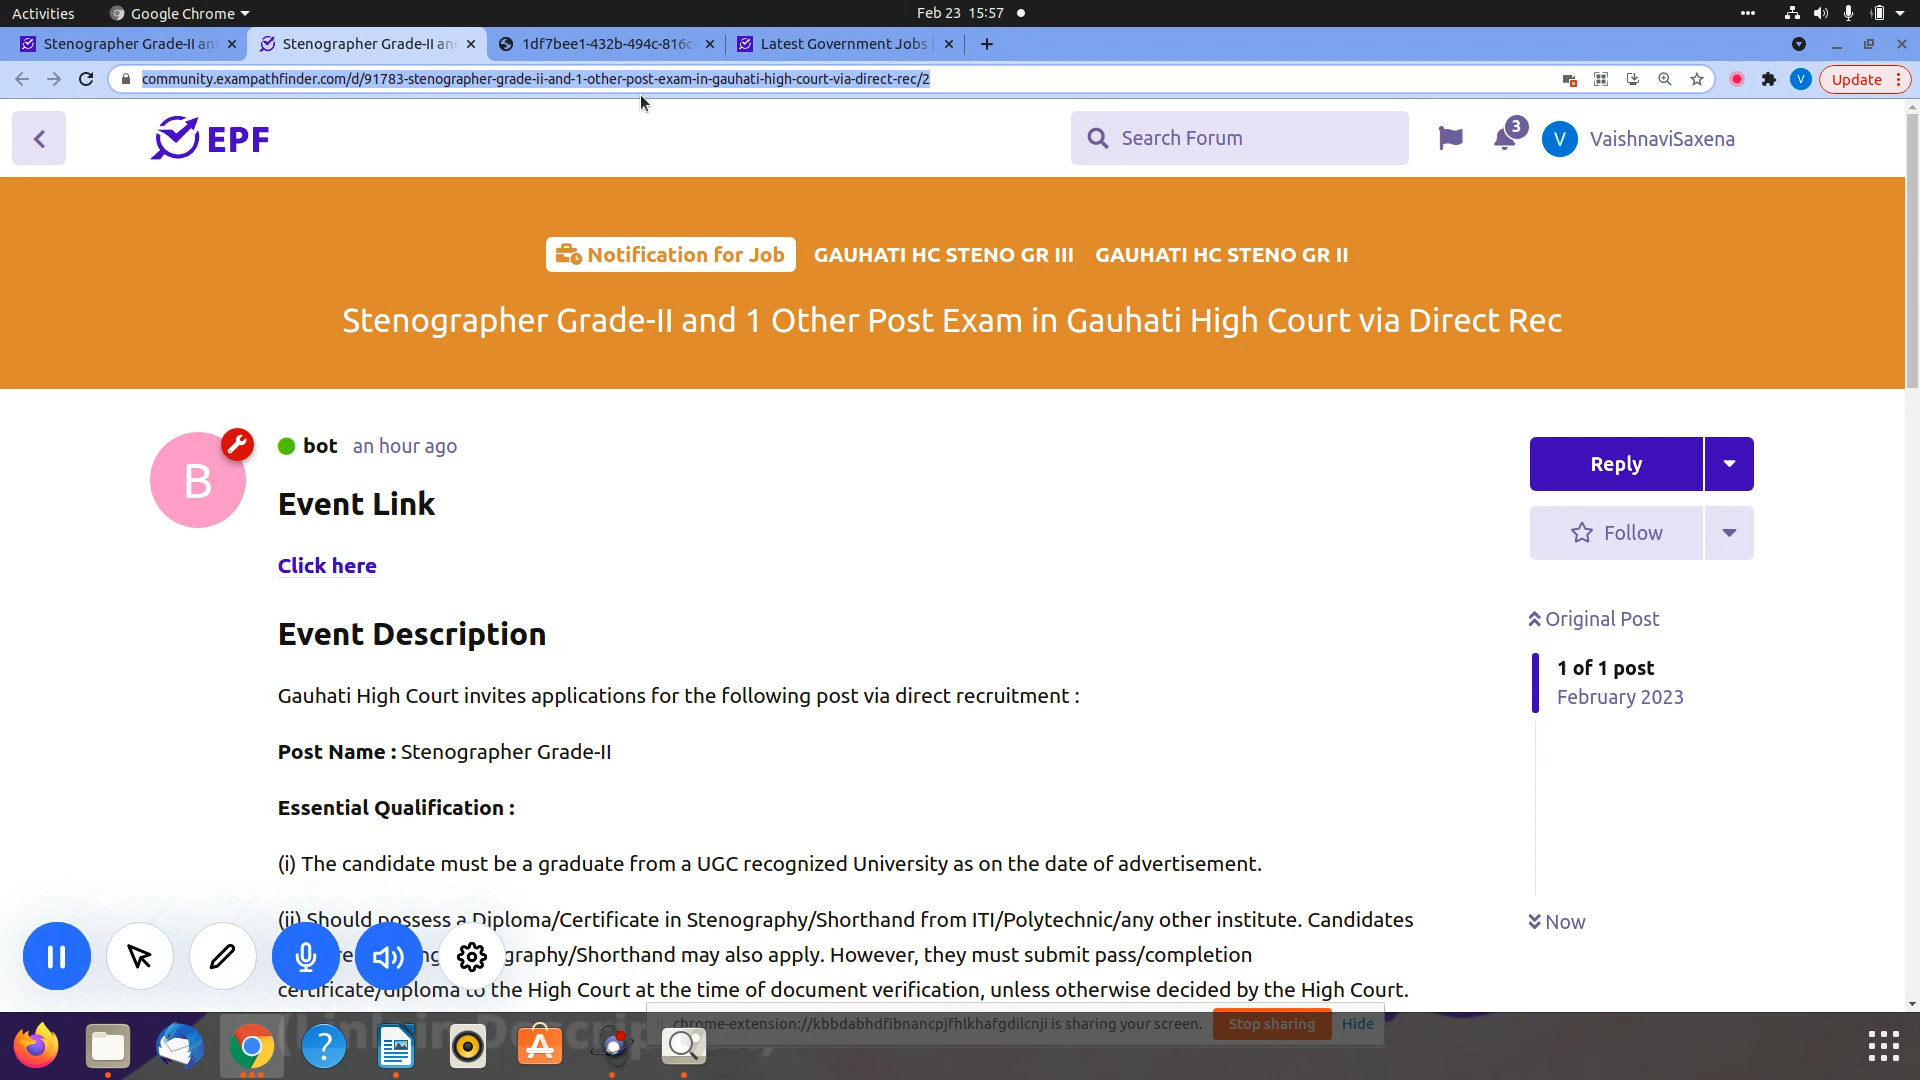 Activities
Google Chrome
Feb 23 15:57
Stenographer Grade-II an
Stenographer Grade-II an
1df7bee1-432b-494c-816c-
Latest Government Jobs
community.exampathfinder.com/d/91783-stenographer-grade-ii-and-1-other-post-exam-in-gauhati-high-court-via-direct-rec/2
V
Update
EPF
Search Forum
3
V
VaishnaviSaxena
Notification for Job
GAUHATI HC STENO GR III
GAUHATI HC STENO GR II
Stenographer Grade-II and 1 Other Post Exam in Gauhati High Court via Direct Rec
B
bot an hour ago
Reply
Event Link
Follow
Click here
Original Post
Event Description
1 of 1 post
February 2023
Gauhati High Court invites applications for the following post via direct recruitment :
Post Name : Stenographer Grade-II
Essential Qualification :
(i) The candidate must be a graduate from a UGC recognized University as on the date of advertisement.
(ii) Should possess a Diploma/Certificate in Stenography/Shorthand from ITI/Polytechnic/any other institute. Candidates
Now
graphy/Shorthand may also apply. However, they must submit pass/completion
certificate/diploma to the High Court at the time of document verification, unless otherwise decided by the High Court.
chrome-extension://kbbdabhdfibnancpjfhlkhafgdilcnji is sharing your screen.
Stop sharing
Hide